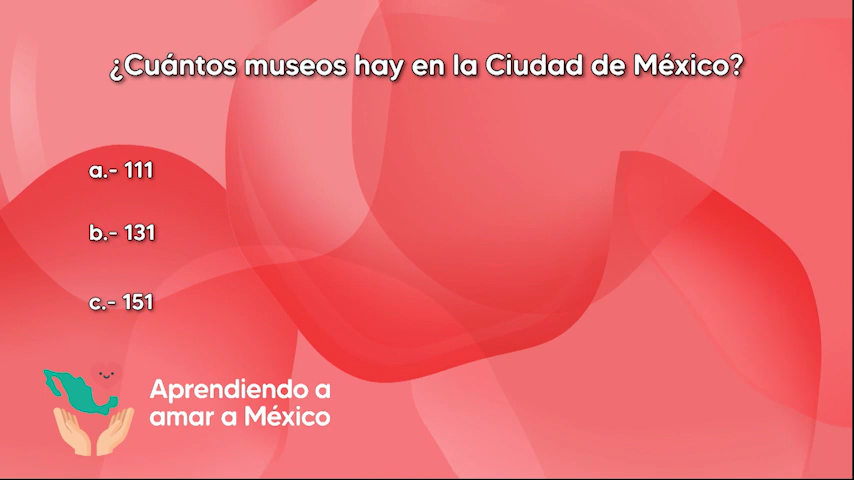 ¿Cuántos museos hay en la Ciudad de México?
a.- 111
b.- 131
c.- 151
Aprendiendo a
amar a México